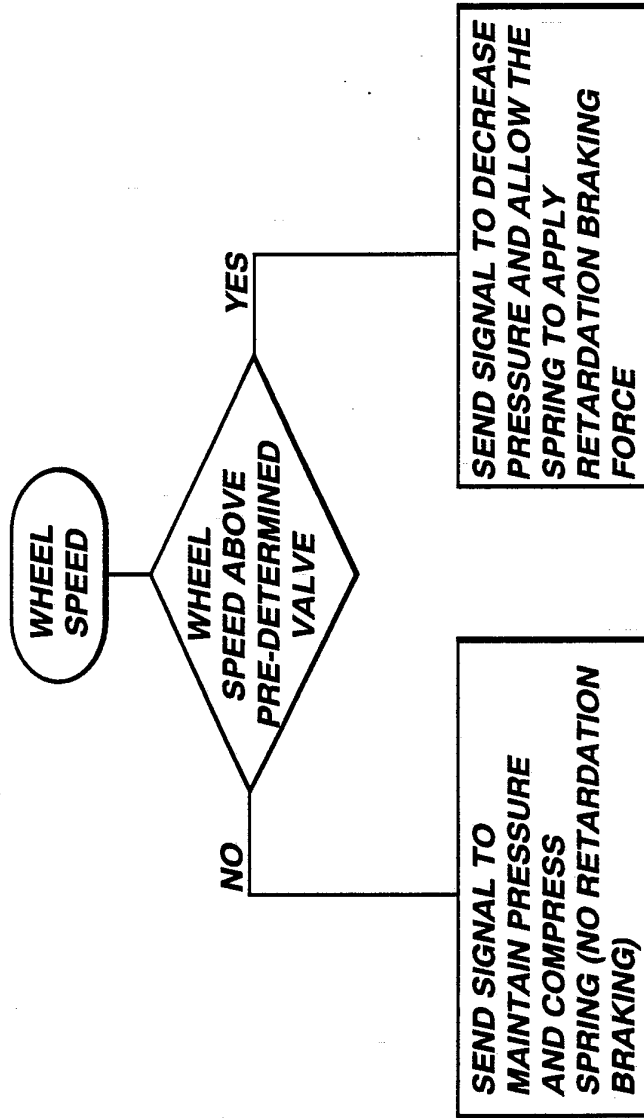 WHEEL
SPEED
WHEEL
SPEED ABOVE
PRE-DETERMINED
VALVE
NO
YES
SEND SIGNAL TO
MAINTAIN PRESSURE
AND COMPRESS
SPRING (NO RETARDATION
BRAKING)
SEND SIGNAL TO DECREASE
PRESSURE AND ALLOW THE
SPRING TO APPLY
RETARDATION BRAKING
FORCE